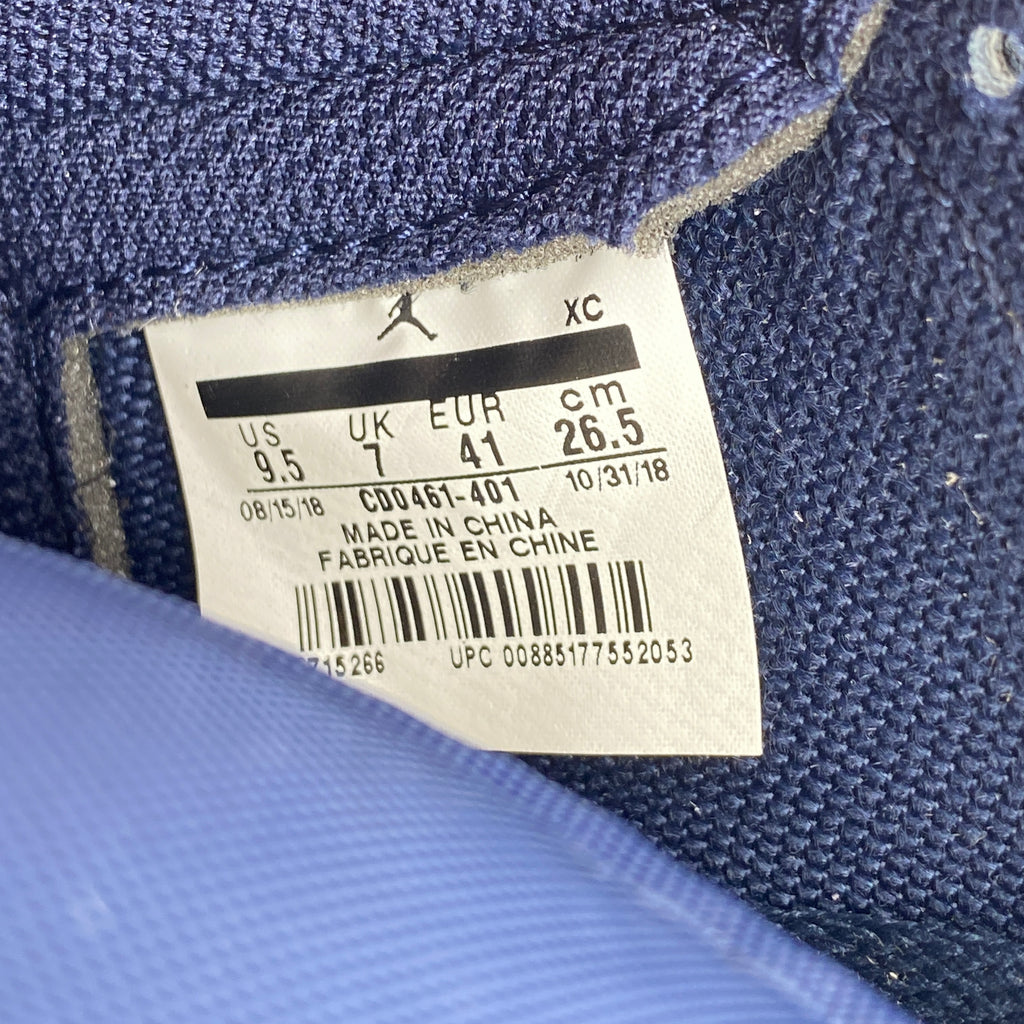 XC
US UK EUR cm
9.5 7 41 26.5
08/15/18 CD0461-401 10/31/18
MADE IN CHINA
FABRIQUE EN CHINE
715266 UPC 00885177552053